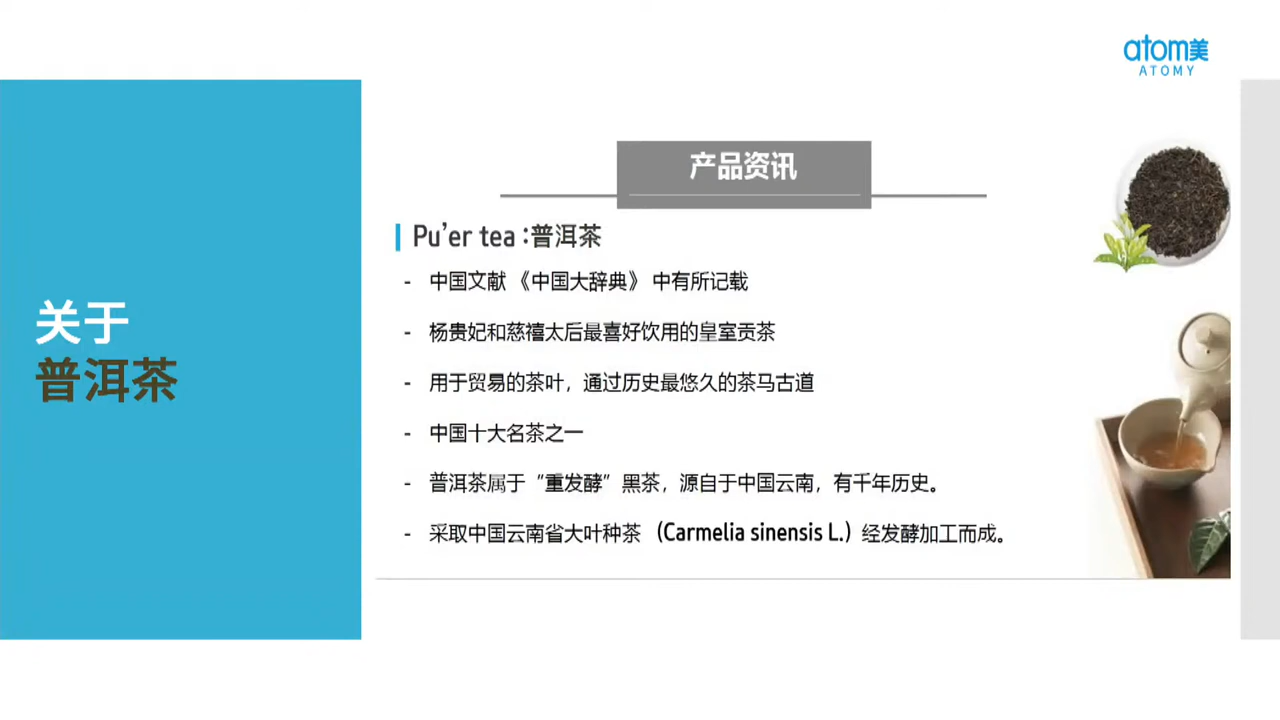 atom美
ATOMY
关于
普洱茶
产品资讯
Pu’er tea :普洱茶
- 中国文献 《中国大辞典》 中有所记载
- 杨贵妃和慈禧太后最喜好饮用的皇室贡茶
- 用于贸易的茶叶，通过历史最悠久的茶马古道
- 中国十大名茶之一
- 普洱茶属于“重发酵”黑茶，源自于中国云南，有千年历史。
- 采取中国云南省大叶种茶 （Carmelia sinensis L.）经发酵加工而成。